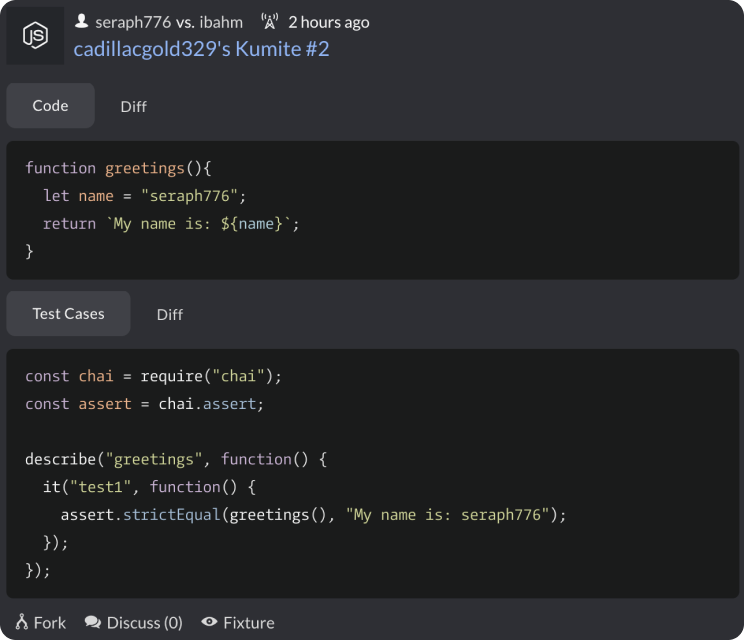 JS
seraph776 vs. ibahm 2 hours ago
cadillacgold329's Kumite #2
Code Diff
function greetings(){
  let name = "seraph776";
  return `My name is: ${name}`;
}
Test Cases Diff
const chai = require("chai");
const assert = chai.assert;

describe("greetings", function() {
  it("test1", function() {
    assert.strictEqual(greetings(), "My name is: seraph776");
  });
});
Fork Discuss (0) Fixture